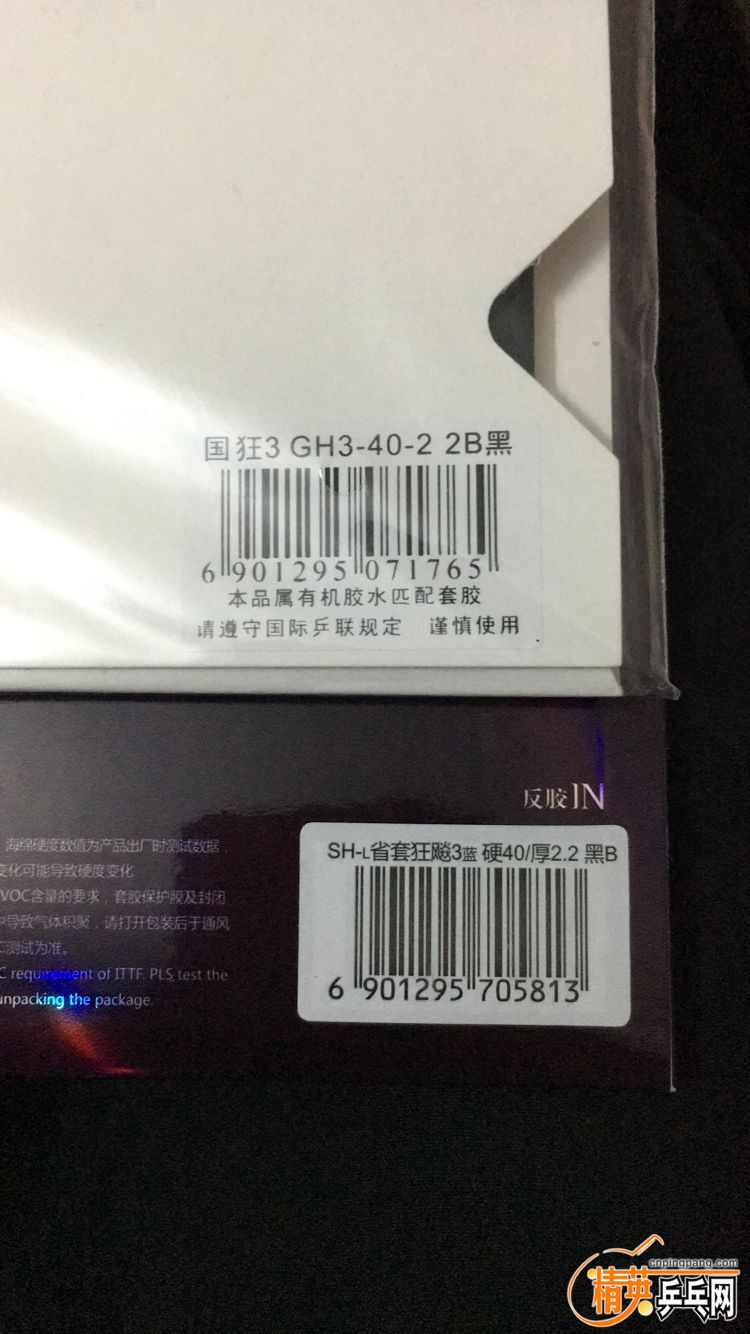 国 狂3 GH3-40-2 2B黑
6 901295 071765
本品属有机胶水匹配套胶
请遵守国际乒联规定 谨慎使用
反胶IN
海绵硬度数值为产品出厂时测试数据，
变化可能导致硬度变化
VOC含量的要求，套胶保护膜及封闭
中导致气体积聚，请打开包装后于通风
C测试为准。
C requirement of ITTF. PLS, test the
unpacking the package.
SH-L省套狂飚3蓝 硬40/厚2.2 黑B
6 901295 705813
cnpingpang.com
精英乒乓网